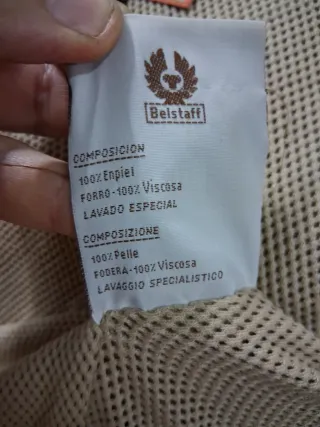 Belstaff
COMPOSICION
100% Enpiel
FORRO-100% Viscosa
LAVADO ESPECIAL
COMPOSIZIONE
100% Pelle
FODERA-100% Viscosa
LAVAGGIO SPECIALISTICO